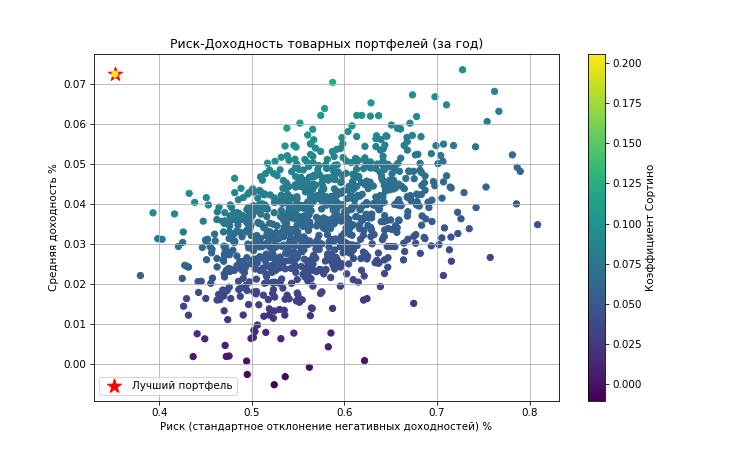 Риск-Доходность товарных портфелей (за год)
Средняя доходность %
0.07
0.06
0.05
0.04
0.03
0.02
0.01
0.00
Лучший портфель
0.4 0.5 0.6 0.7 0.8
Риск (стандартное отклонение негативных доходностей) %
0.200
0.175
0.150
0.125
0.100
0.075
0.050
0.025
0.000
Коэффициент Сортино